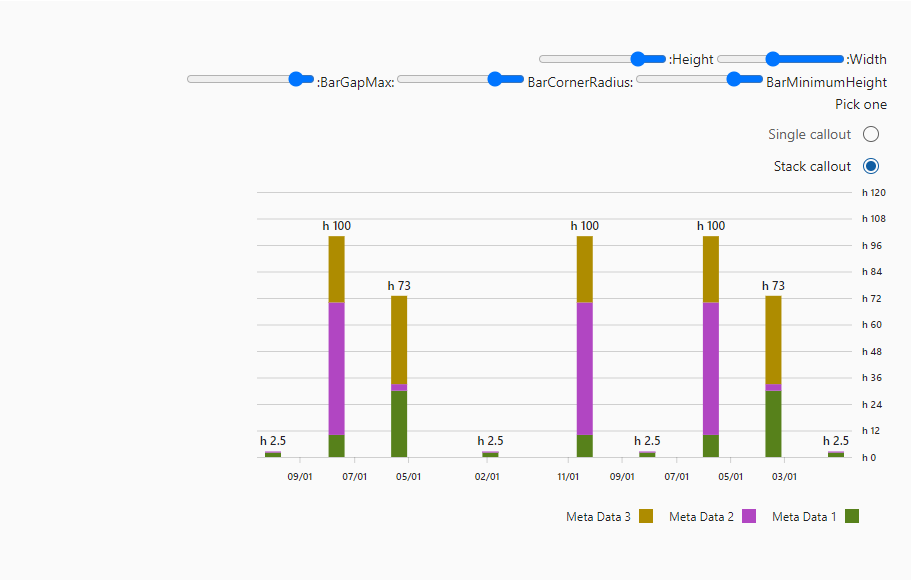 :Height :Width
:BarGapMax: BarCornerRadius: BarMinimumHeight
Pick one
Single callout
Stack callout
h 120
h 108
h 96
h 84
h 72
h 60
h 48
h 36
h 24
h 12
h 0
h 100 h 100 h 100
h 73 h 73
h 2.5 h 2.5 h 2.5 h 2.5
09/01 07/01 05/01 02/01 11/01 09/01 07/01 05/01 03/01
Meta Data 3 Meta Data 2 Meta Data 1